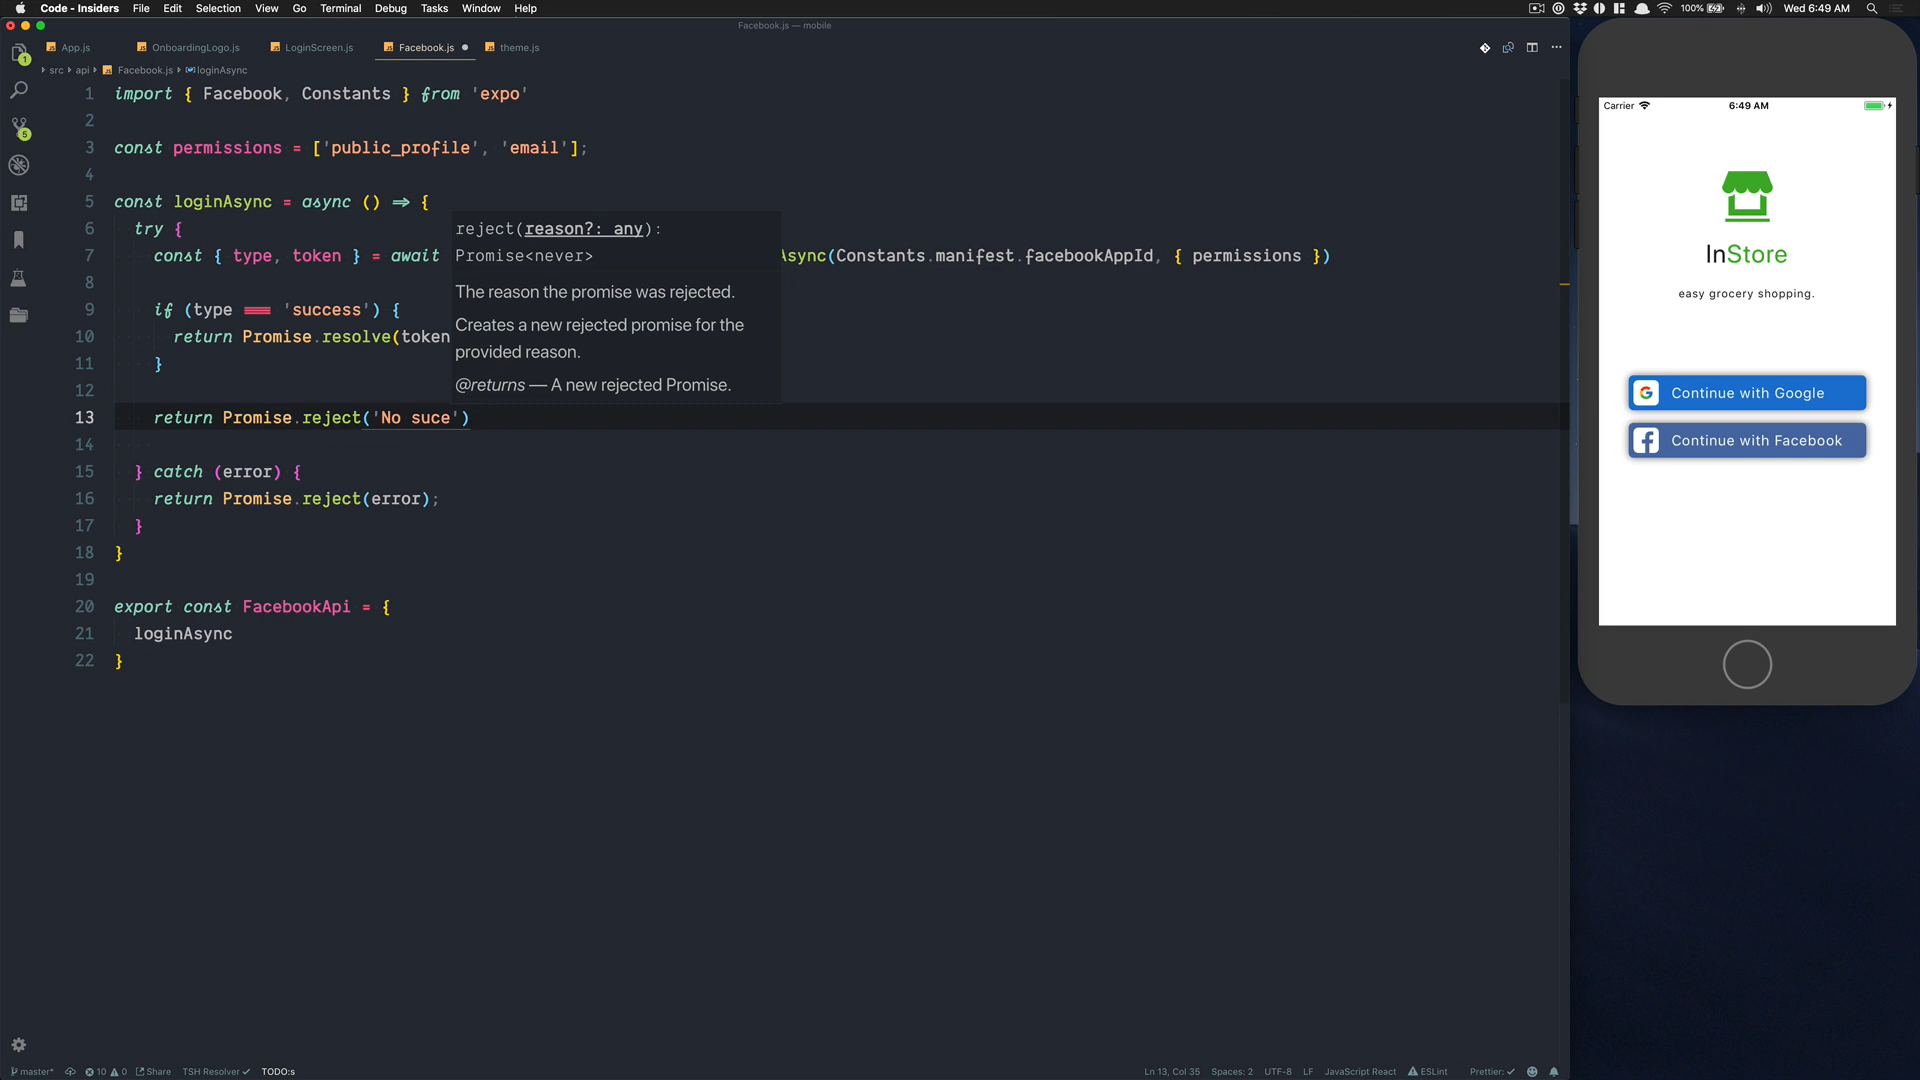 Code - Insiders File Edit Selection View Go Terminal Debug Tasks Window Help 100% Wed 6:49 AM
Facebook.js — mobile
App.js OnboardingLogo.js LoginScreen.js Facebook.js theme.js
src api Facebook.js loginAsync
1 import { Facebook, Constants } from 'expo'
2
3 const permissions = ['public_profile', 'email'];
4
5 const loginAsync = async () => {
6 try {
7 const { type, token } = await Async(Constants.manifest.facebookAppId, { permissions })
8
9 if (type === 'success') {
10 return Promise.resolve(token
11 }
12
13 return Promise.reject('No suce')
14
15 } catch (error) {
16 return Promise.reject(error);
17 }
18 }
19
20 export const FacebookApi = {
21 loginAsync
22 }
reject(reason?: any):
Promise<never>
The reason the promise was rejected.
Creates a new rejected promise for the
provided reason.
@returns — A new rejected Promise.
1
5
master* 10 0 Share TSH Resolver TODO:s Ln 13, Col 35 Spaces: 2 UTF-8 LF JavaScript React ESLint Prettier:
Carrier 6:49 AM
InStore
easy grocery shopping.
Continue with Google
Continue with Facebook